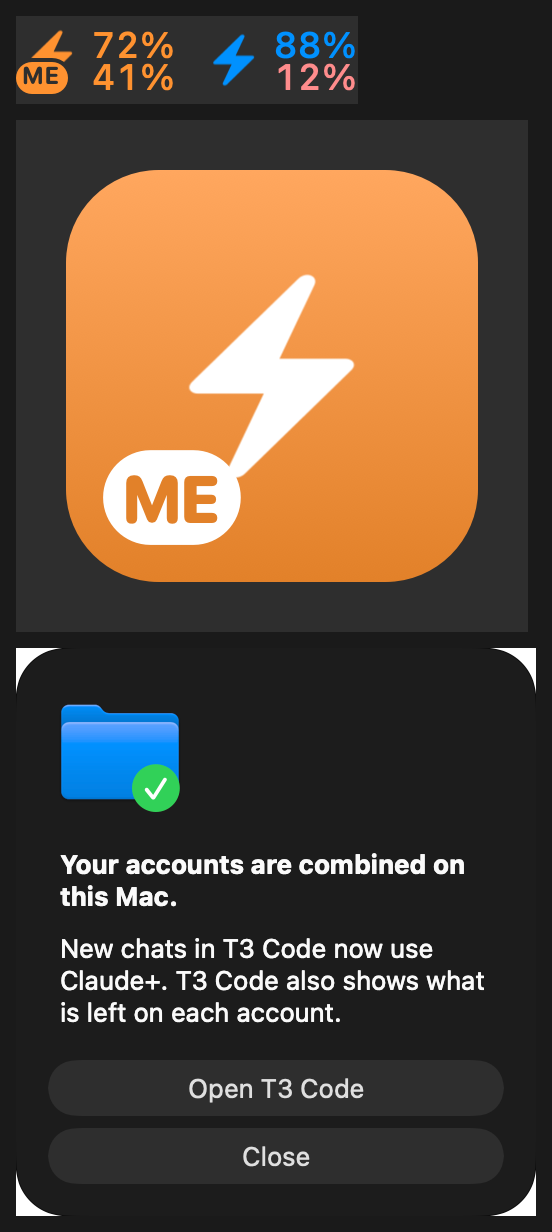 72% 88%
ME 41% 12%
ME
Your accounts are combined on
this Mac.
New chats in T3 Code now use
Claude+. T3 Code also shows what
is left on each account.
Open T3 Code
Close